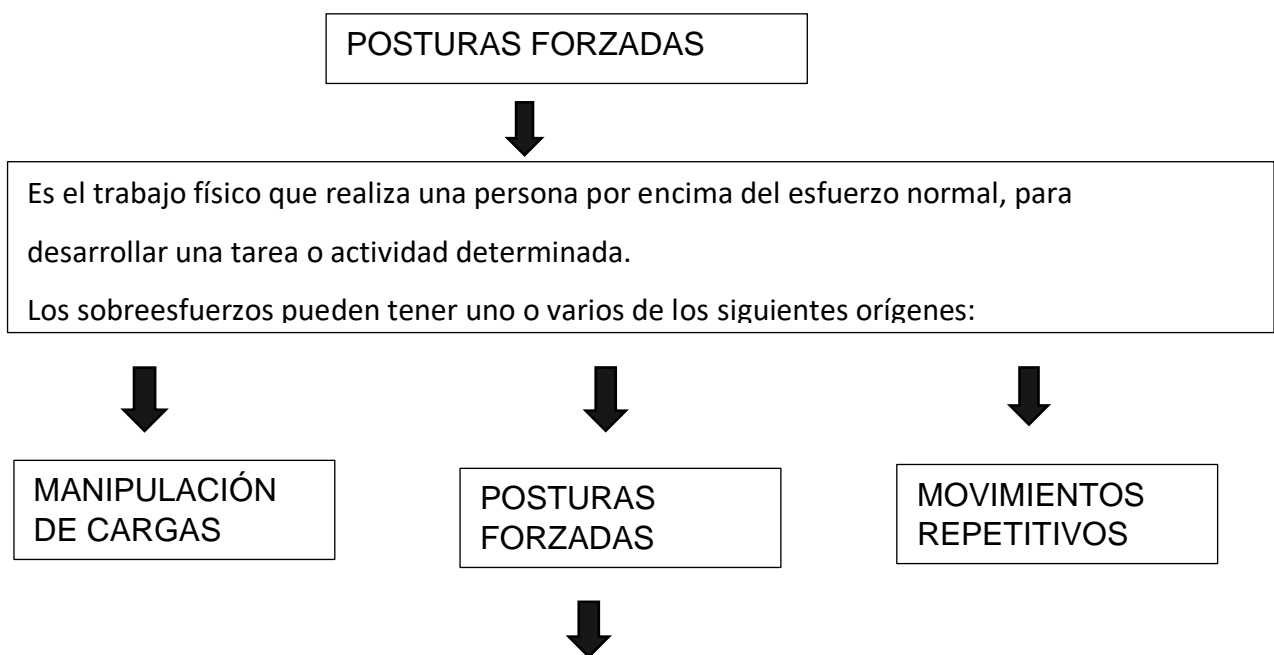 POSTURAS FORZADAS
Es el trabajo físico que realiza una persona por encima del esfuerzo normal, para
desarrollar una tarea o actividad determinada.
Los sobreesfuerzos pueden tener uno o varios de los siguientes orígenes:
MANIPULACIÓN
DE CARGAS
POSTURAS
FORZADAS
MOVIMIENTOS
REPETITIVOS